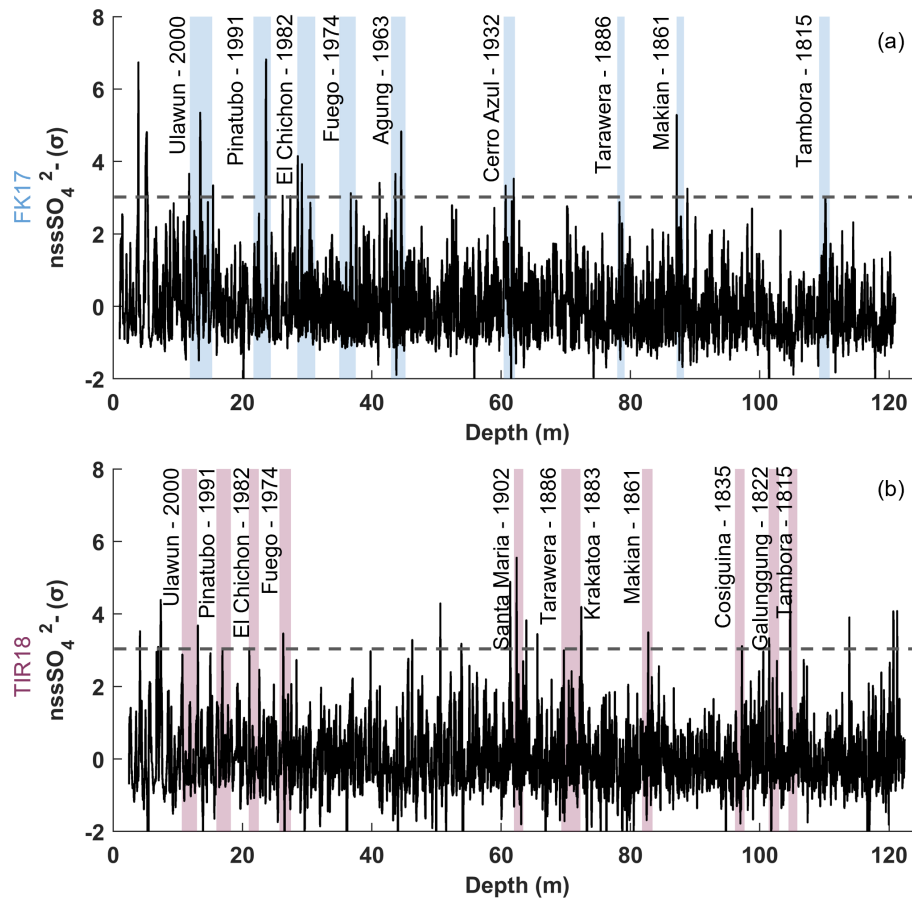 (a)
8
6
4
2
0
-2
FK17
nssSO₄ ²- (σ)
Ulawun - 2000
Pinatubo - 1991
El Chichon - 1982
Fuego - 1974
Agung - 1963
Cerro Azul - 1932
Tarawera - 1886
Makian - 1861
Tambora - 1815
0 20 40 60 80 100 120
Depth (m)
(b)
8
6
4
2
0
-2
TIR18
nssSO₄ ²- (σ)
Ulawun - 2000
Pinatubo - 1991
El Chichon - 1982
Fuego - 1974
Santa Maria - 1902
Tarawera - 1886
Krakatoa - 1883
Makian - 1861
Cosiguina - 1835
Galunggung - 1822
Tambora - 1815
0 20 40 60 80 100 120
Depth (m)